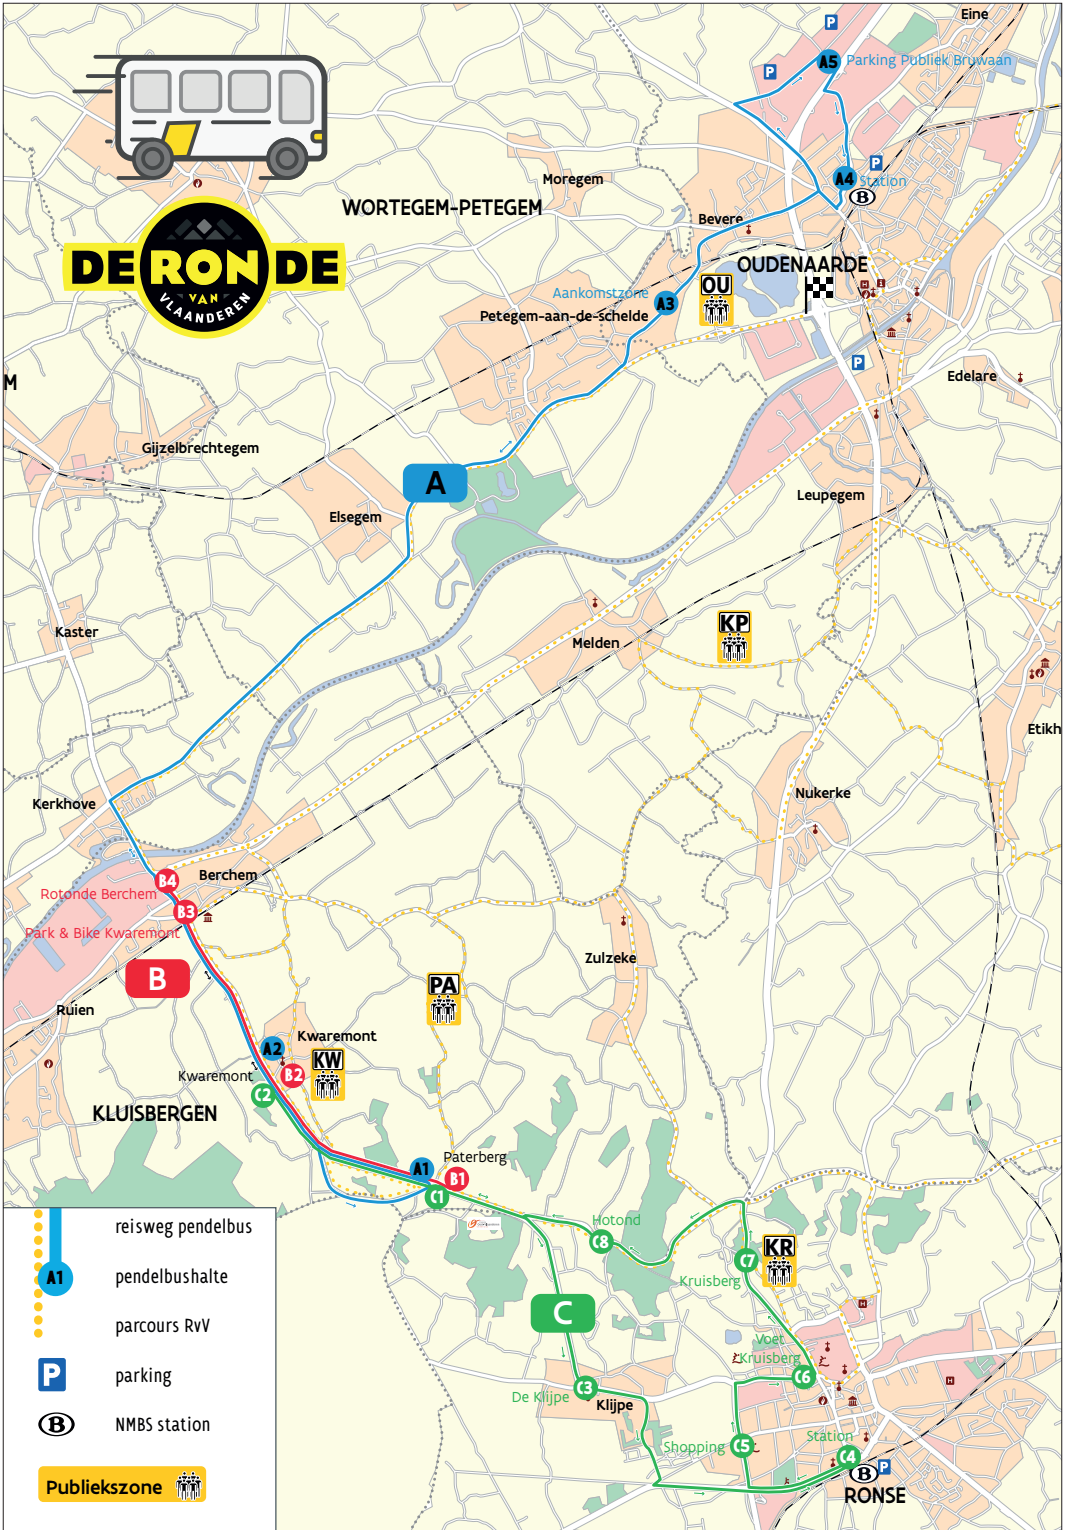 Eine
P
A5 Parking Publiek Bruwaan
P
P
A4 Station
B
Moregem
WORTEGEM-PETEGEM
Bevere
DE RON DE
VAN
VLAANDEREN
OUDENAARDE
OU
Aankomstzone
A3
Petegem-aan-de-schelde
H
P
Edelare
M
Gijzelbrechtegem
A
Leupegem
Elsegem
KP
Kaster
Melden
Etikh
Nukerke
Kerkhove
Berchem
B4
Rotonde Berchem
B3
Park & Bike Kwaremont
Zulzeke
B
PA
Ruien
Kwaremont
A2
KW
Kwaremont
B2
C2
KLUISBERGEN
Paterberg
A1
B1
C1
Hotond
C8
KR
C7
Kruisberg
C
H
Voet
Kruisberg
C6
H
De Klijpe
C3
Klijpe
Station
Shopping
C5
C4
B
P
RONSE
reisweg pendelbus
A1 pendelbushalte
parcours RvV
P parking
B NMBS station
Publiekszone